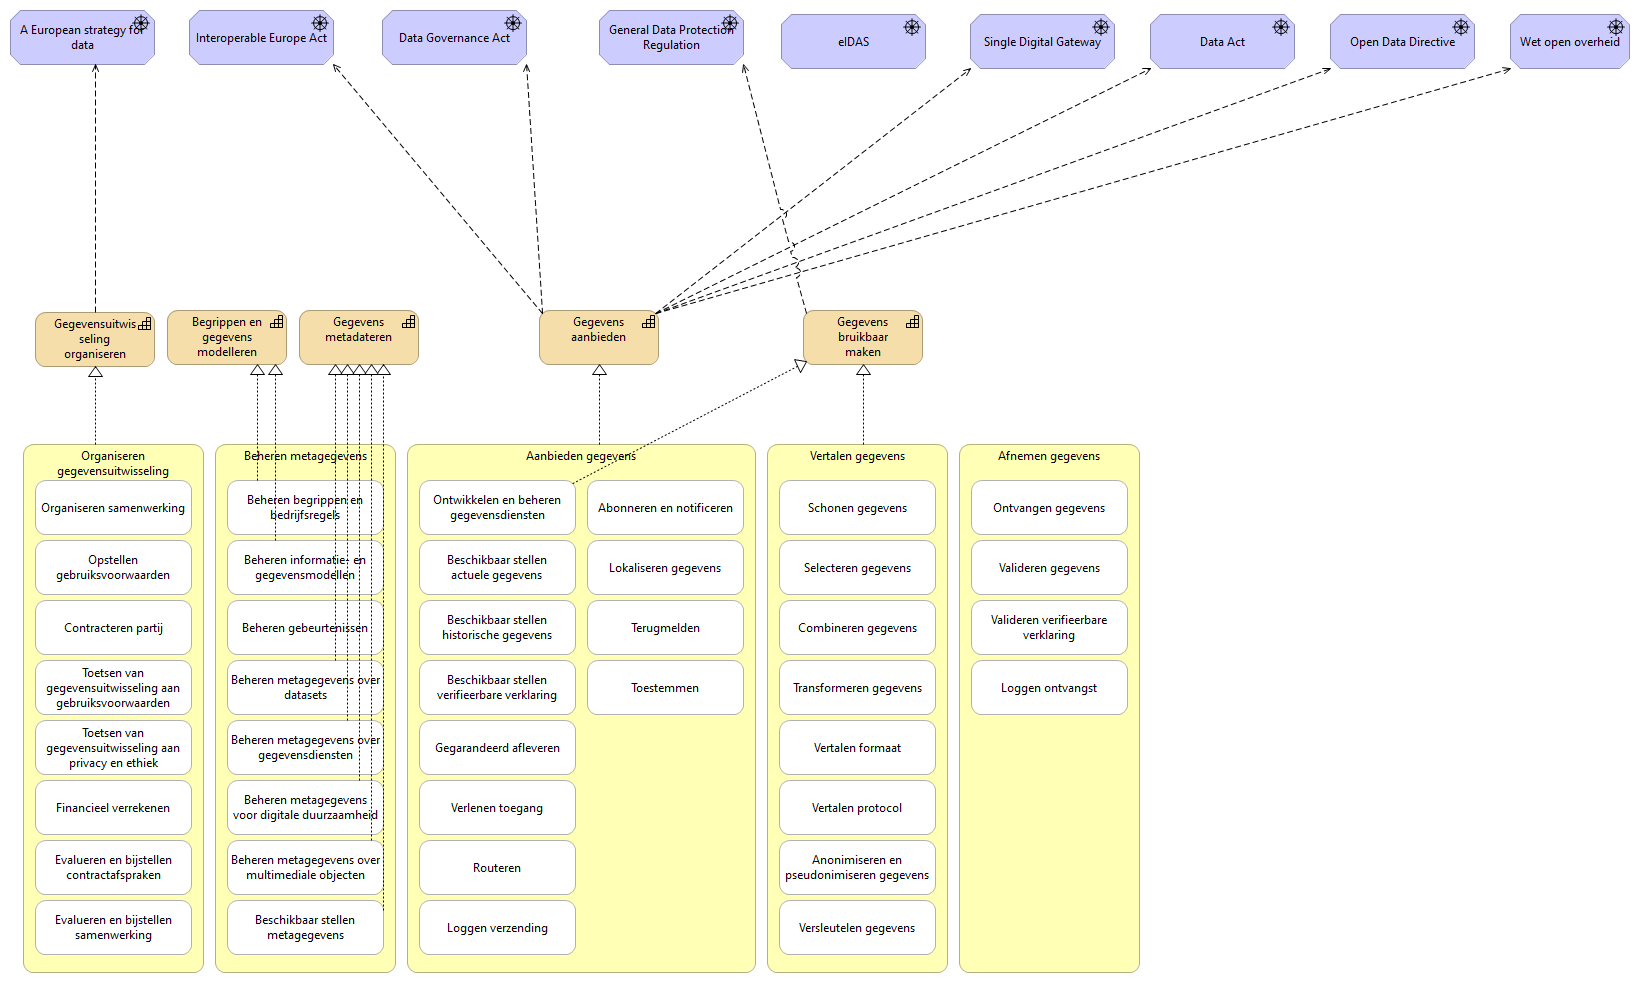 A European strategy for
data
Interoperable Europe Act
Data Governance Act
General Data Protection
Regulation
eIDAS
Single Digital Gateway
Data Act
Open Data Directive
Wet open overheid
Gegevensuitwis
seling
organiseren
Begrippen en
gegevens
modelleren
Gegevens
metadateren
Gegevens
aanbieden
Gegevens
bruikbaar
maken
Organiseren
gegevensuitwisseling
Organiseren samenwerking
Opstellen
gebruiksvoorwaarden
Contracteren partij
Toetsen van
gegevensuitwisseling aan
gebruiksvoorwaarden
Toetsen van
gegevensuitwisseling aan
privacy en ethiek
Financieel verrekenen
Evalueren en bijstellen
contractafspraken
Evalueren en bijstellen
samenwerking
Beheren metagegevens
Beheren begrippen en
bedrijfsregels
Beheren informatie- en
gegevensmodellen
Beheren gebeurtenissen
Beheren metagegevens over
datasets
Beheren metagegevens over
gegevensdiensten
Beheren metagegevens
voor digitale duurzaamheid
Beheren metagegevens over
multimediale objecten
Beschikbaar stellen
metagegevens
Aanbieden gegevens
Ontwikkelen en beheren
gegevensdiensten
Beschikbaar stellen
actuele gegevens
Beschikbaar stellen
historische gegevens
Beschikbaar stellen
verifieerbare verklaring
Gegarandeerd afleveren
Verlenen toegang
Routeren
Loggen verzending
Abonneren en notificeren
Lokaliseren gegevens
Terugmelden
Toestemmen
Vertalen gegevens
Schonen gegevens
Selecteren gegevens
Combineren gegevens
Transformeren gegevens
Vertalen formaat
Vertalen protocol
Anonimiseren en
pseudonimiseren gegevens
Versleutelen gegevens
Afnemen gegevens
Ontvangen gegevens
Valideren gegevens
Valideren verifieerbare
verklaring
Loggen ontvangst